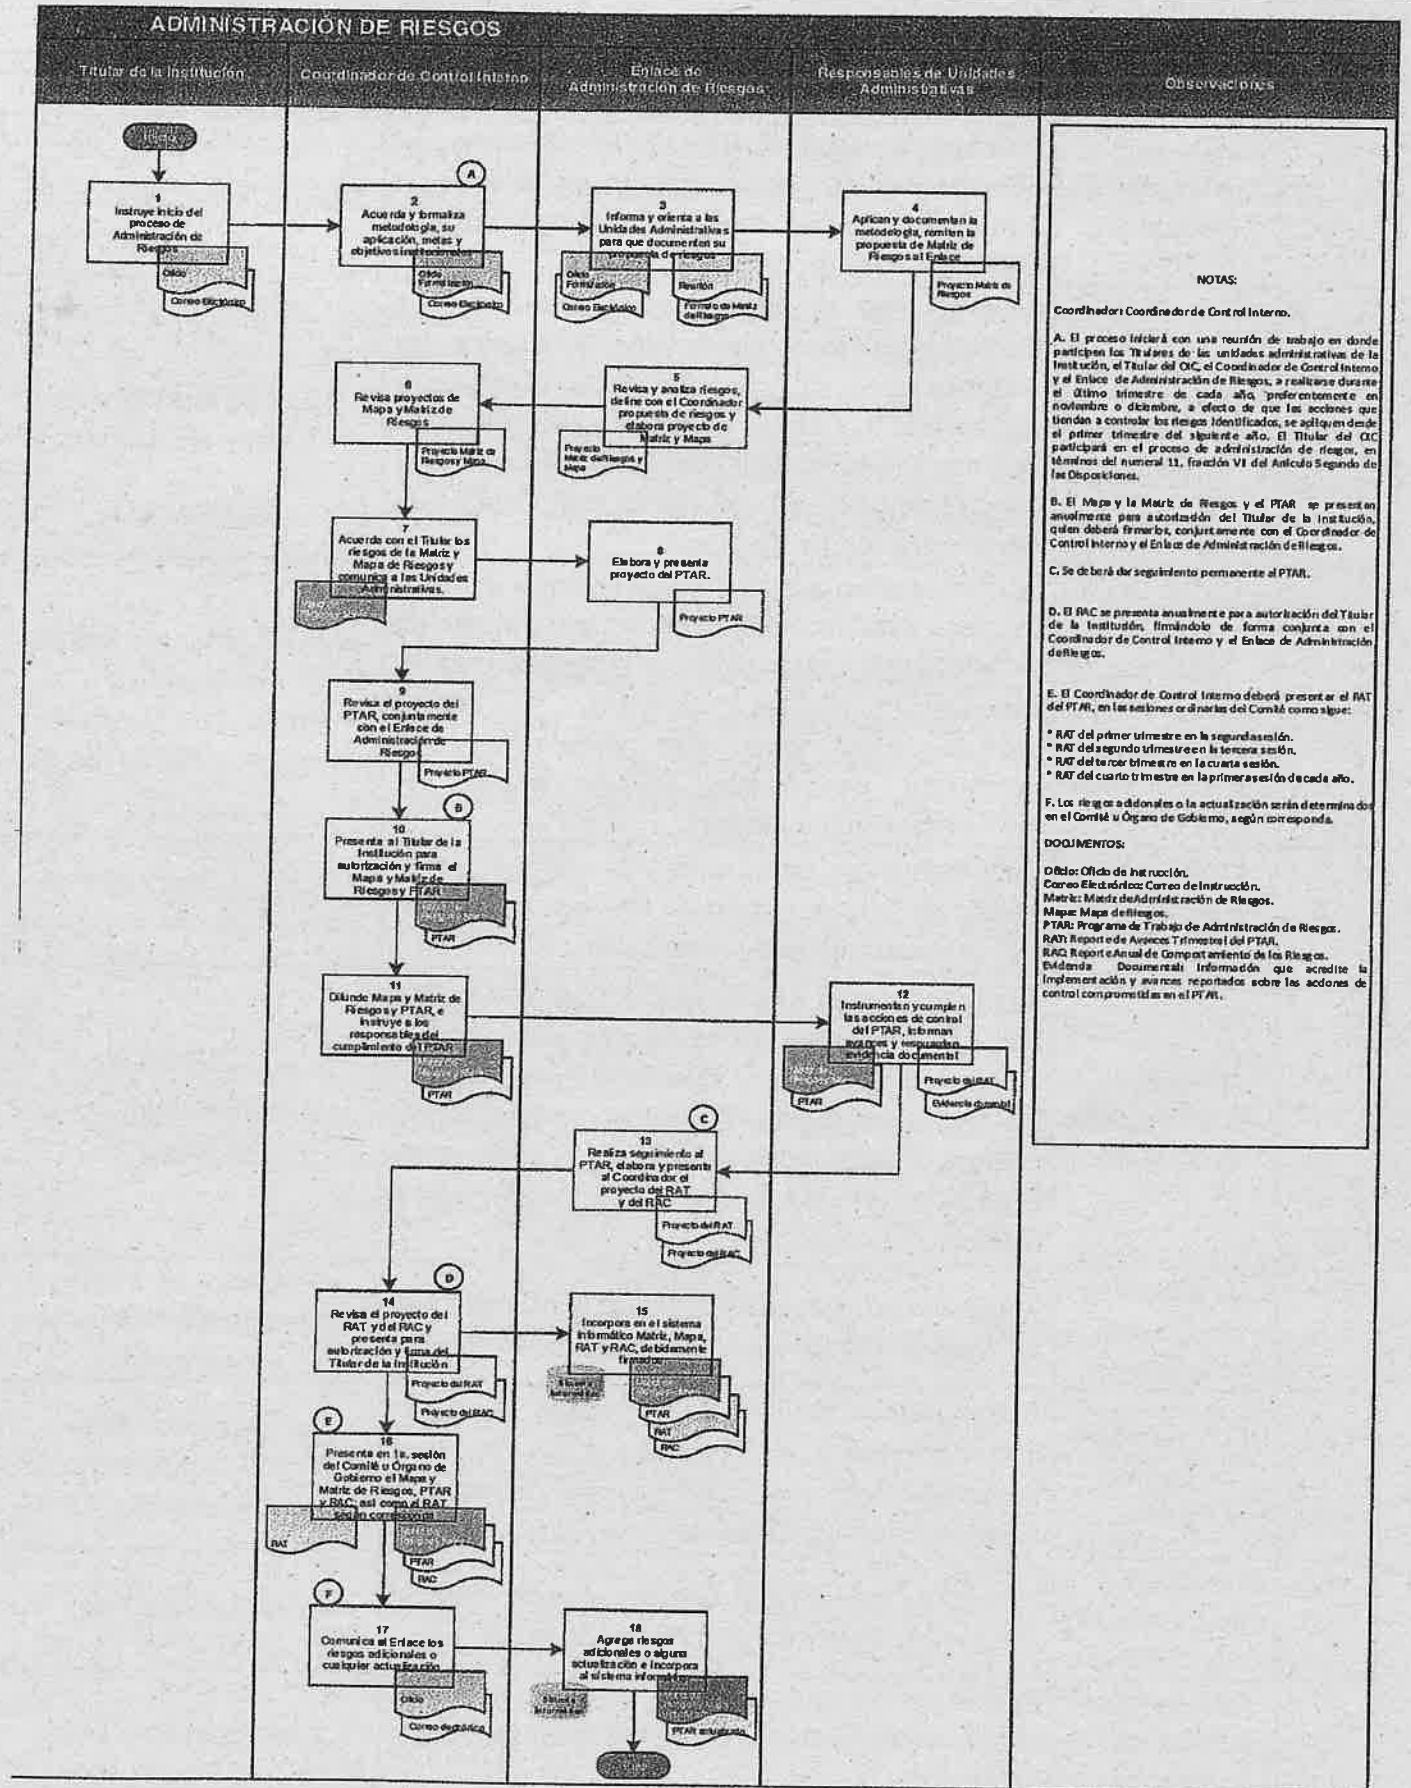 ADMINISTRACIÓN DE RIESGOS
Titular de la Institución
Coordinador de Control Interno
Enlace de
Administración de Riesgos
Responsables de Unidades
Administrativas
Observaciones
1
Instruye inicio del
proceso de
Administración de
Riesgos
Oficio
Correo Electrónico
A
2
Acuerda y formaliza
metodología, su
aplicación, metas y
objetivos institucionales
Oficio
Formalización
Correo Electrónico
3
Informa y orienta a las
Unidades Administrativas
para que documenten su
propuesta de riesgos
Oficio
Formalización
Correo Electrónico
Reunión
Formato de Matriz
de Riesgos
4
Aplican y documentan la
metodología, remiten la
propuesta de Matriz de
Riesgos al Enlace
Proyecto Matriz de
Riesgos
6
Revisa proyectos de
Mapa y Matriz de
Riesgos
Proyecto Matriz de
Riesgos y Mapa
5
Revisa y analiza riesgos,
define con el Coordinador
propuesta de riesgos y
elabora proyecto de
Matriz y Mapa
Proyecto
Matriz de Riesgos y
Mapa
7
Acuerda con el Titular los
riesgos de la Matriz y
Mapa de Riesgos y
comunica a las Unidades
Administrativas.
8
Elabora y presenta
proyecto del PTAR.
Proyecto PTAR
9
Revisa el proyecto del
PTAR, conjuntamente
con el Enlace de
Administración de
Riesgos
Proyecto PTAR
B
10
Presenta al Titular de la
Institución para
autorización y firma el
Mapa y Matriz de
Riesgos y PTAR
PTAR
11
Difunde Mapa y Matriz de
Riesgos y PTAR, e
instruye a los
responsables del
cumplimiento del PTAR
PTAR
12
Instrumentan y cumplen
las acciones de control
del PTAR, informan
avances y resguardan
evidencia documental
PTAR
Proyecto del RAT
Evidencia documental
C
13
Realiza seguimiento al
PTAR, elabora y presenta
al Coordinador el
proyecto del RAT
y del RAC
Proyecto del RAT
Proyecto del RAC
D
14
Revisa el proyecto del
RAT y del RAC y
presenta para
autorización y firma del
Titular de la Institución
Proyecto del RAT
Proyecto del RAC
15
Incorpora en el sistema
informático Matriz, Mapa,
RAT y RAC, debidamente
firmados
Sistema
Informático
PTAR
RAT
RAC
E
16
Presenta en 1a. sesión
del Comité u Órgano de
Gobierno el Mapa y
Matriz de Riesgos, PTAR
y RAC; así como el RAT
según corresponda
RAT
PTAR
RAC
F
17
Comunica al Enlace los
riesgos adicionales o
cualquier actualización
Oficio
Correo electrónico
18
Agrega riesgos
adicionales o alguna
actualización e incorpora
al sistema informático
Sistema
Informático
PTAR actualizado
NOTAS:
Coordinador: Coordinador de Control Interno.
A. El proceso iniciará con una reunión de trabajo en donde
participen los Titulares de las unidades administrativas de la
Institución, el Titular del OIC, el Coordinador de Control Interno
y el Enlace de Administración de Riesgos, a realizarse durante
el último trimestre de cada año, preferentemente en
noviembre o diciembre, a efecto de que las acciones que
tiendan a controlar los riesgos identificados, se apliquen desde
el primer trimestre del siguiente año. El Titular del OIC
participará en el proceso de administración de riesgos, en
términos del numeral 11, fracción VI del Artículo Segundo de
las Disposiciones.
B. El Mapa y la Matriz de Riesgos y el PTAR se presentan
anualmente para autorización del Titular de la Institución,
quien deberá firmarlos, conjuntamente con el Coordinador de
Control Interno y el Enlace de Administración de Riesgos.
C. Se deberá dar seguimiento permanente al PTAR.
D. El RAC se presenta anualmente para autorización del Titular
de la Institución, firmándolo de forma conjunta con el
Coordinador de Control Interno y el Enlace de Administración
de Riesgos.
E. El Coordinador de Control Interno deberá presentar el RAT
del PTAR, en las sesiones ordinarias del Comité como sigue:
* RAT del primer trimestre en la segunda sesión.
* RAT del segundo trimestre en la tercera sesión.
* RAT del tercer trimestre en la cuarta sesión.
* RAT del cuarto trimestre en la primera sesión de cada año.
F. Los riesgos adicionales o la actualización serán determinados
en el Comité u Órgano de Gobierno, según corresponda.
DOCUMENTOS:
Oficio: Oficio de Instrucción.
Correo Electrónico: Correo de Instrucción.
Matriz: Matriz de Administración de Riesgos.
Mapa: Mapa de Riesgos.
PTAR: Programa de Trabajo de Administración de Riesgos.
RAT: Reporte de Avances Trimestral del PTAR.
RAC: Reporte Anual de Comportamiento de los Riesgos.
Evidencia Documental: Información que acredite la
implementación y avances reportados sobre las acciones de
control comprometidas en el PTAR.